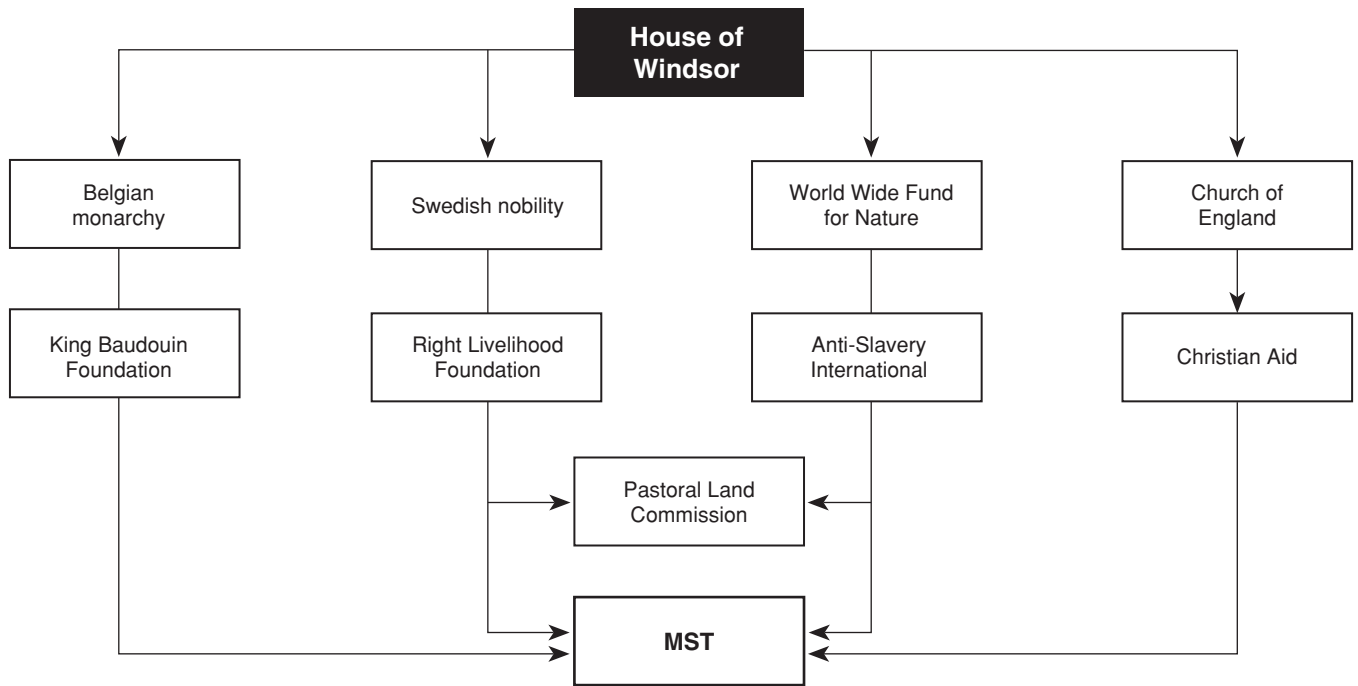 House of
Windsor
Belgian
monarchy
Swedish nobility
World Wide Fund
for Nature
Church of
England
King Baudouin
Foundation
Right Livelihood
Foundation
Anti-Slavery
International
Christian Aid
Pastoral Land
Commission
MST